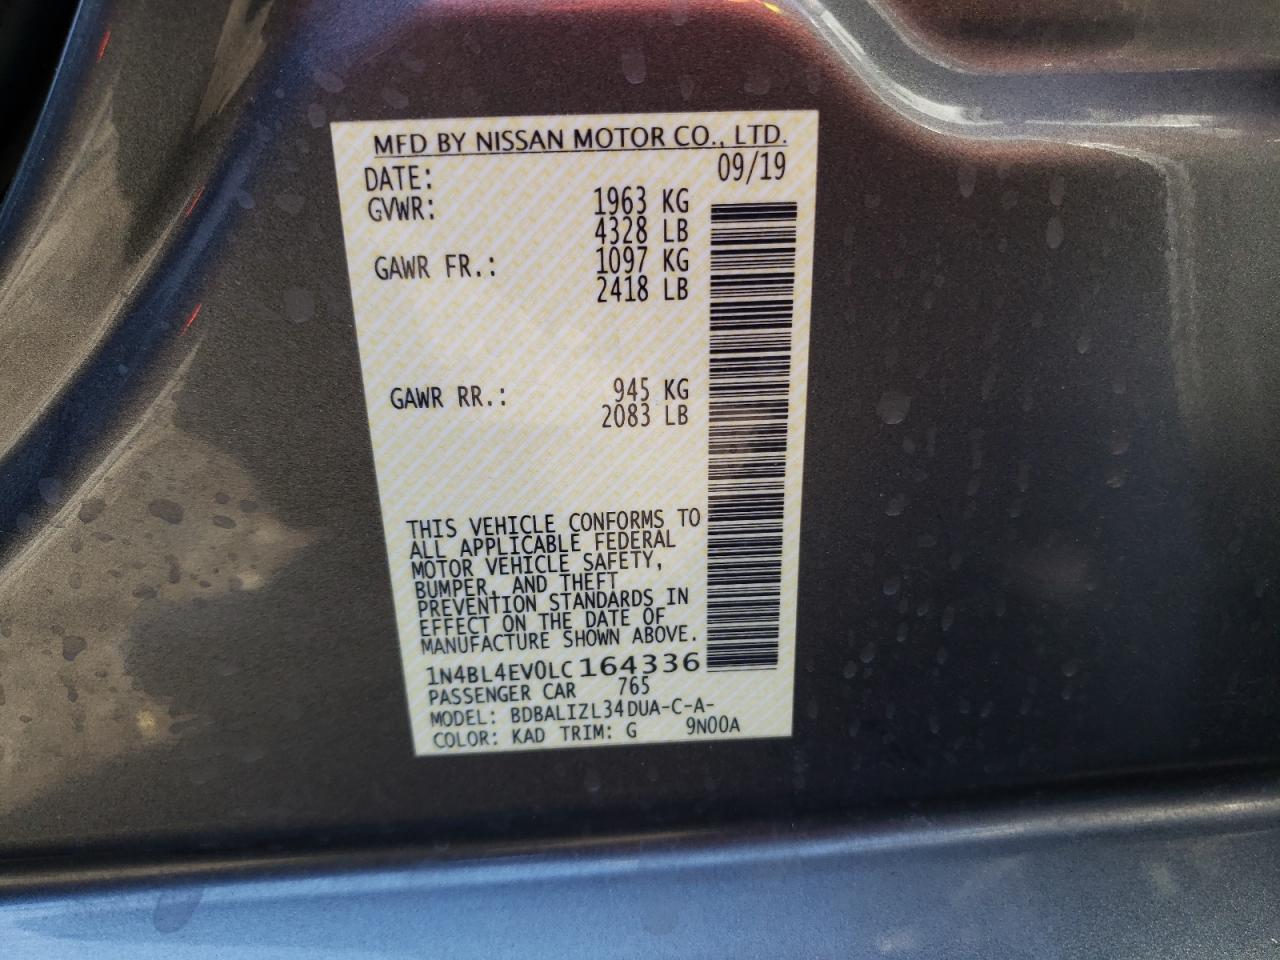 MFD BY NISSAN MOTOR CO., LTD.
DATE: 09/19
GVWR: 1963 KG
4328 LB
GAWR FR.: 1097 KG
2418 LB
GAWR RR.: 945 KG
2083 LB
THIS VEHICLE CONFORMS TO
ALL APPLICABLE FEDERAL
MOTOR VEHICLE SAFETY,
BUMPER, AND THEFT
PREVENTION STANDARDS IN
EFFECT ON THE DATE OF
MANUFACTURE SHOWN ABOVE.
1N4BL4EV0LC164336
PASSENGER CAR 765
MODEL: BDBALIZL34DUA-C-A-
COLOR: KAD TRIM: G 9N00A